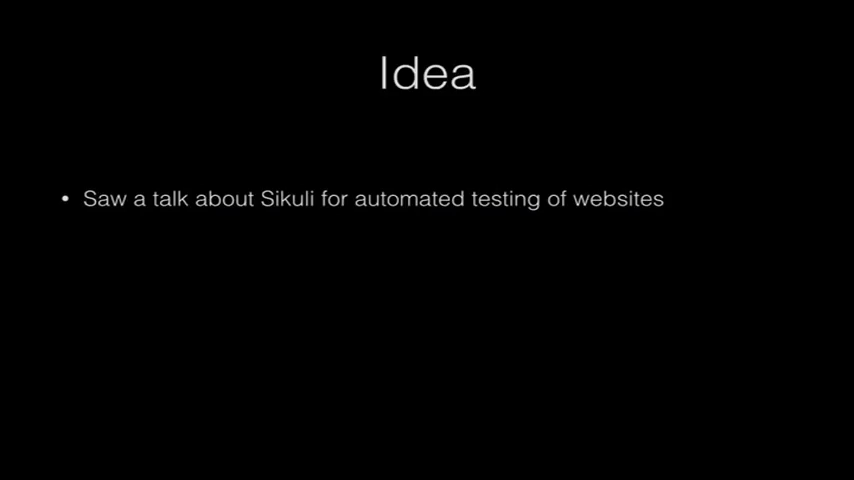 Idea
• Saw a talk about Sikuli for automated testing of websites